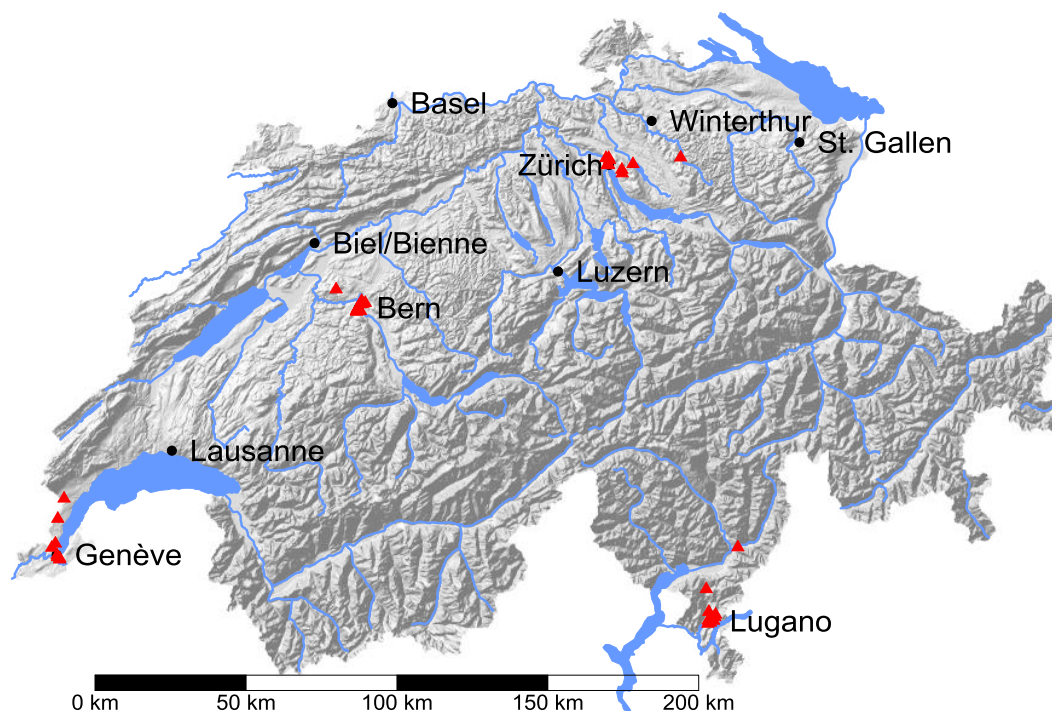 Basel
Winterthur
St. Gallen
Zürich
Biel/Bienne
Luzern
Bern
Lausanne
Genève
Lugano
0 km 50 km 100 km 150 km 200 km